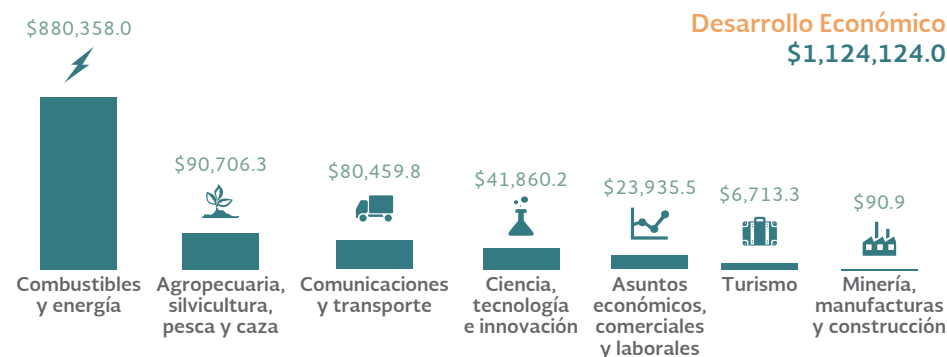 Desarrollo Económico
$1,124,124.0
$880,358.0
Combustibles
y energía
$90,706.3
Agropecuaria,
silvicultura,
pesca y caza
$80,459.8
Comunicaciones
y transporte
$41,860.2
Ciencia,
tecnología
e innovación
$23,935.5
Asuntos
económicos,
comerciales
y laborales
$6,713.3
Turismo
$90.9
Minería,
manufacturas
y construcción